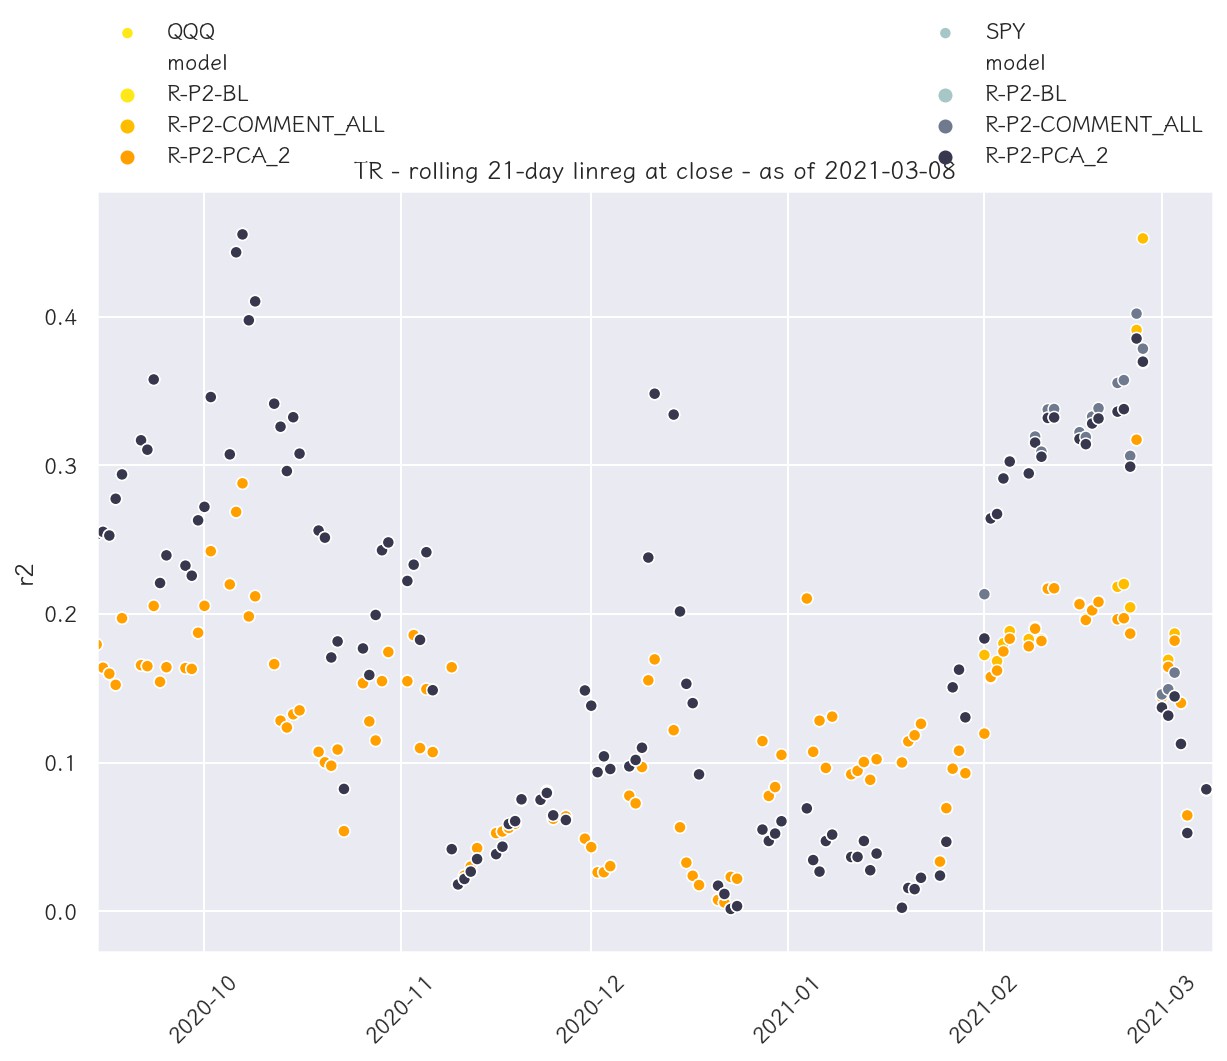 QQQ
model
R-P2-BL
R-P2-COMMENT_ALL
R-P2-PCA_2
SPY
model
R-P2-BL
R-P2-COMMENT_ALL
R-P2-PCA_2
TR - rolling 21-day linreg at close - as of 2021-03-08
r2
0.4
0.3
0.2
0.1
0.0
2020-10
2020-11
2020-12
2021-01
2021-02
2021-03